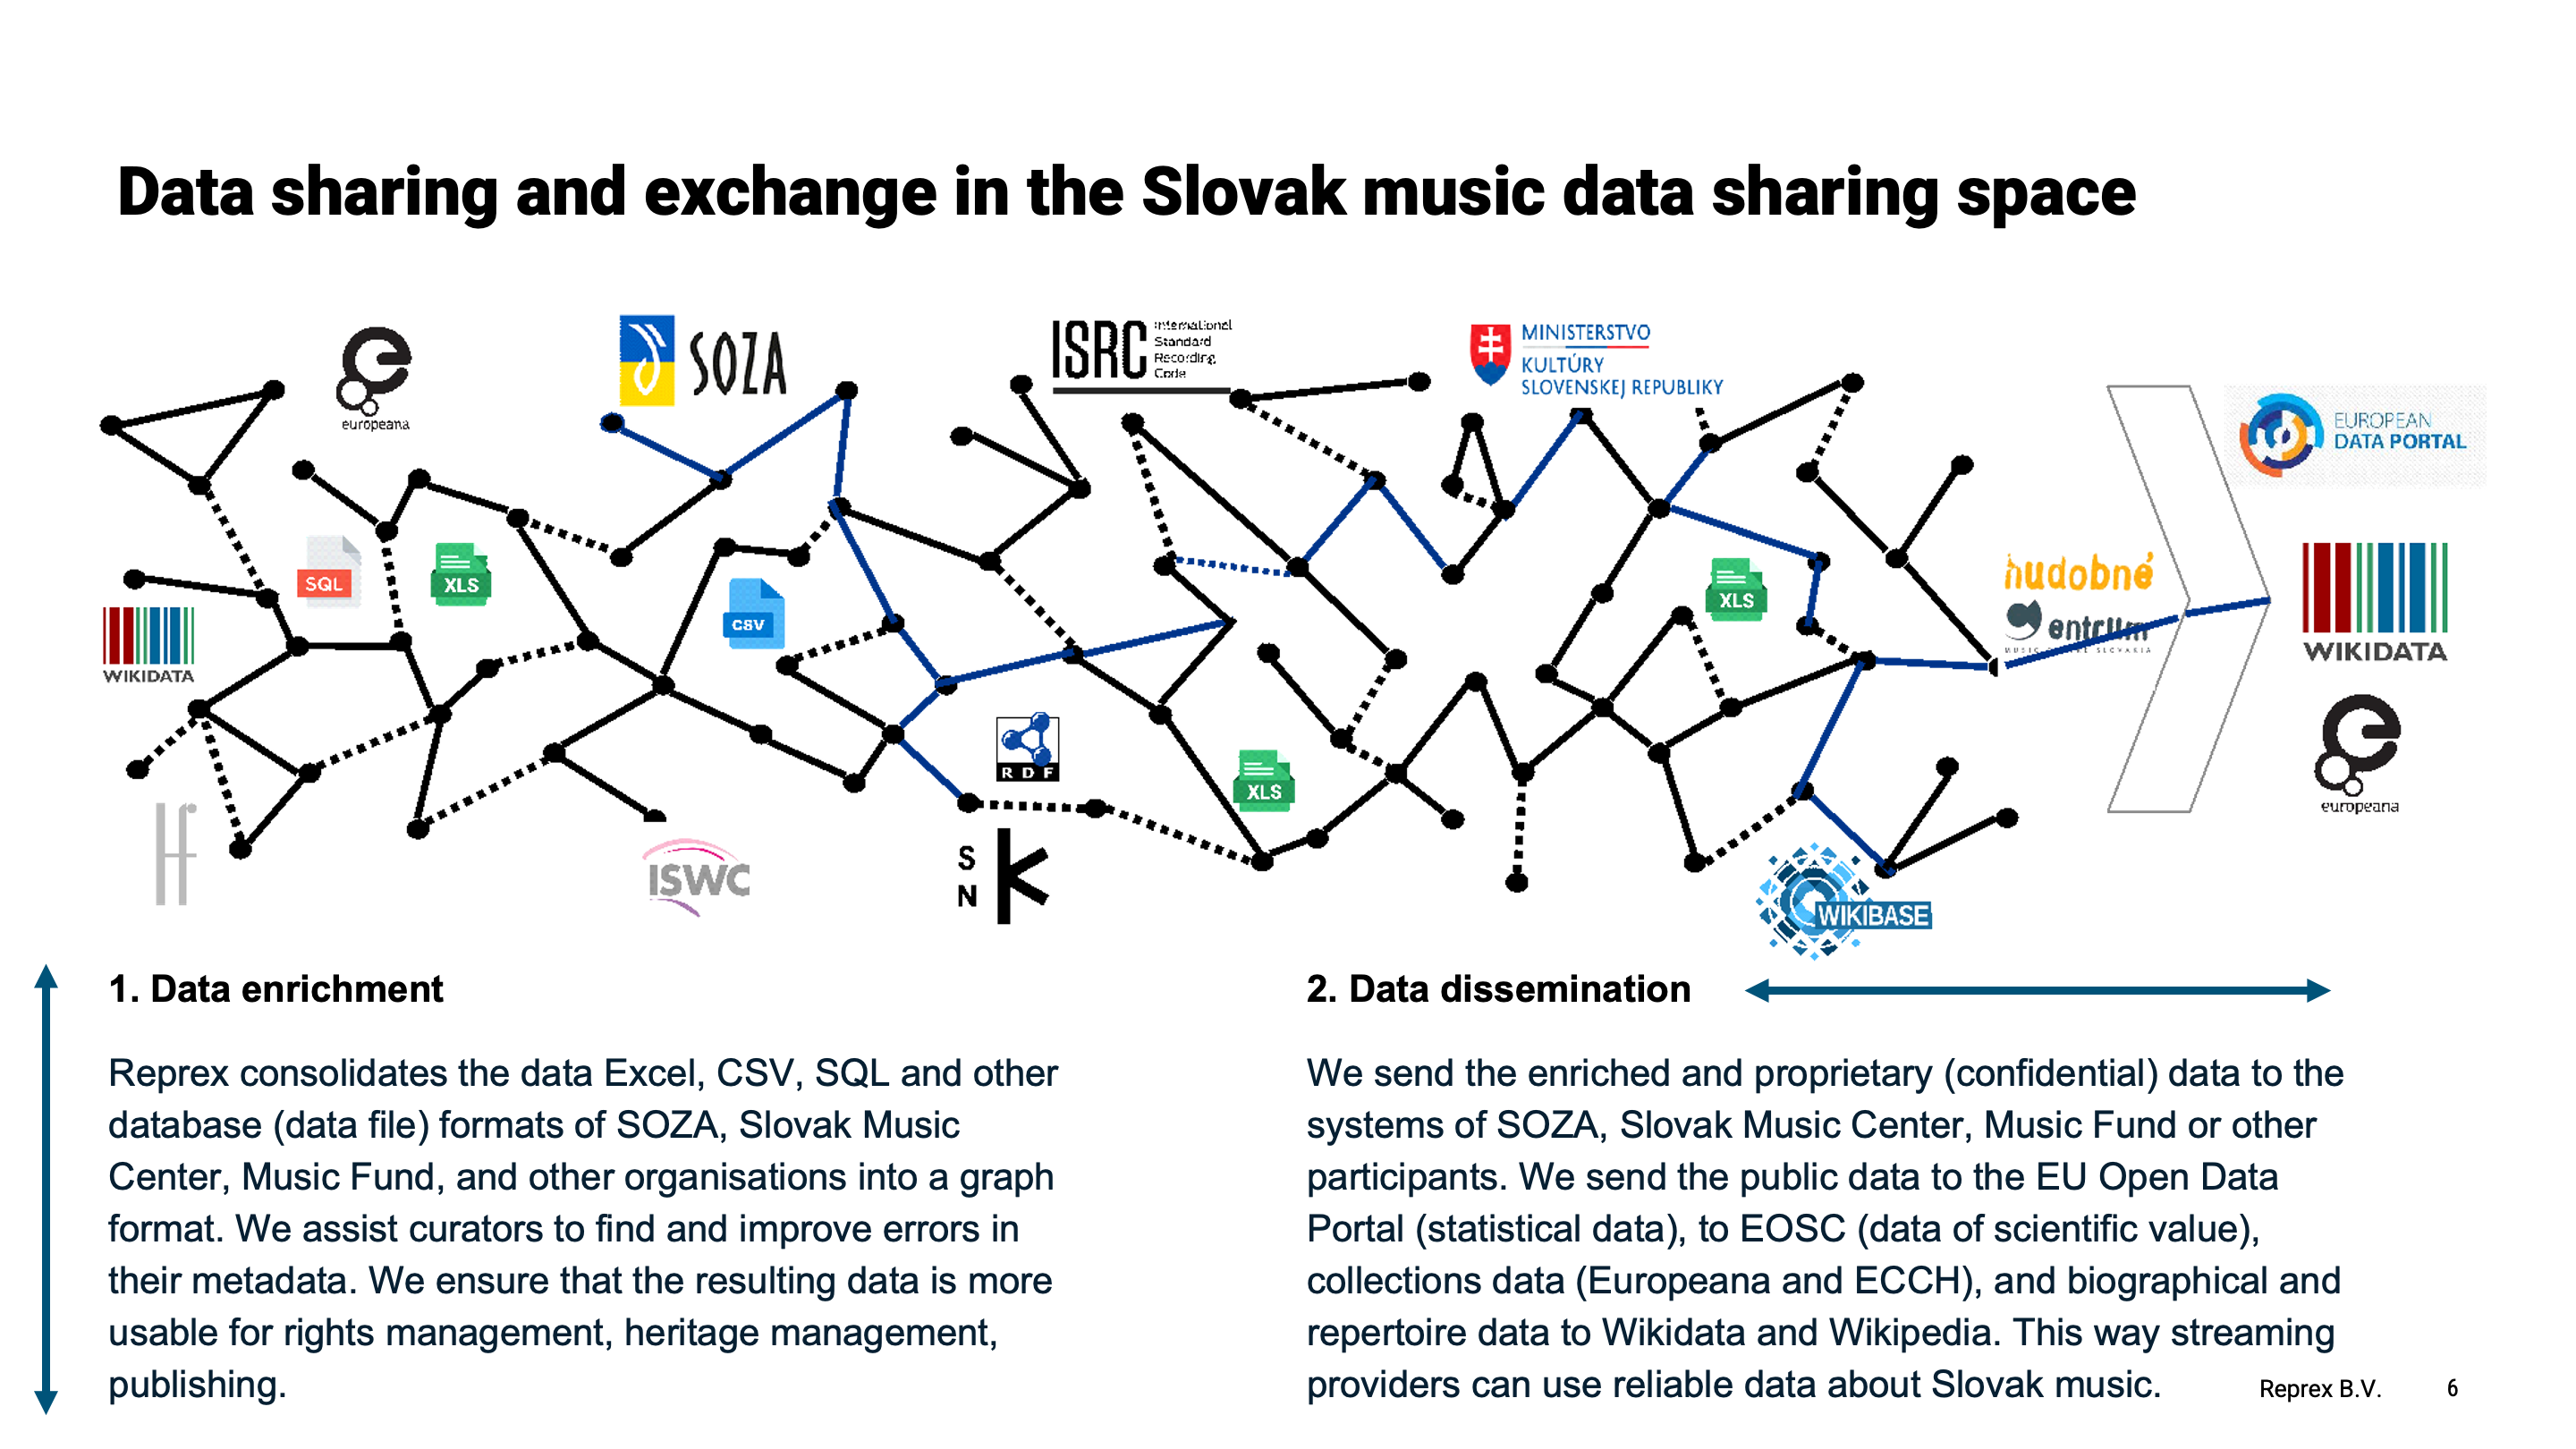 Data sharing and exchange in the Slovak music data sharing space
europeana
SOZA
ISRC
International
Standard
Recording
Code
MINISTERSTVO
KULTÚRY
SLOVENSKEJ REPUBLIKY
EUROPEAN
DATA PORTAL
SQL
XLS
CSV
XLS
hudobné
entrum
WIKIDATA
WIKIDATA
RDF
XLS
europeana
hf
ISWC
S
N
K
WIKIBASE
1. Data enrichment
Reprex consolidates the data Excel, CSV, SQL and other
database (data file) formats of SOZA, Slovak Music
Center, Music Fund, and other organisations into a graph
format. We assist curators to find and improve errors in
their metadata. We ensure that the resulting data is more
usable for rights management, heritage management,
publishing.
2. Data dissemination
We send the enriched and proprietary (confidential) data to the
systems of SOZA, Slovak Music Center, Music Fund or other
participants. We send the public data to the EU Open Data
Portal (statistical data), to EOSC (data of scientific value),
collections data (Europeana and ECCH), and biographical and
repertoire data to Wikidata and Wikipedia. This way streaming
providers can use reliable data about Slovak music.
Reprex B.V.
6